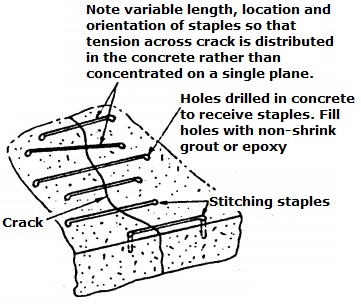 Note variable length, location and
orientation of staples so that
tension across crack is distributed
in the concrete rather than
concentrated on a single plane.
Holes drilled in concrete
to receive staples. Fill
holes with non-shrink
grout or epoxy
Stitching staples
Crack